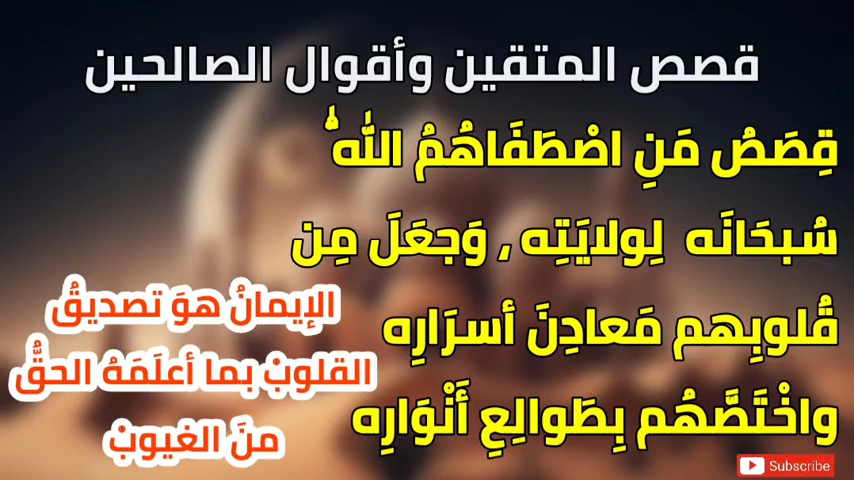 قصص المتقين وأقوال الصالحين
قِصَصُ مَنِ اصْطَفَاهُمُ اللهُ
سُبحَانَه لِولايَتِه , وَجعَلَ مِن
قُلوبِهم مَعادِنَ أسرَارِه
واخْتَصَّهُم بِطَوالِعِ أَنْوَارِه
الإيمانُ هوَ تصديقُ
القلوبْ بما أعلَمَهُ الحقُّ
منَ الغيوبْ
Subscribe